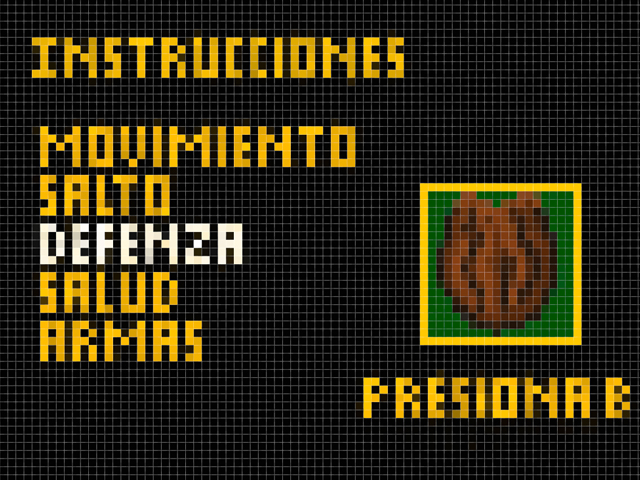 INSTRUCCIONES
MOVIMIENTO
SALTO
DEFENZA
SALUD
ARMAS
PRESIONA B